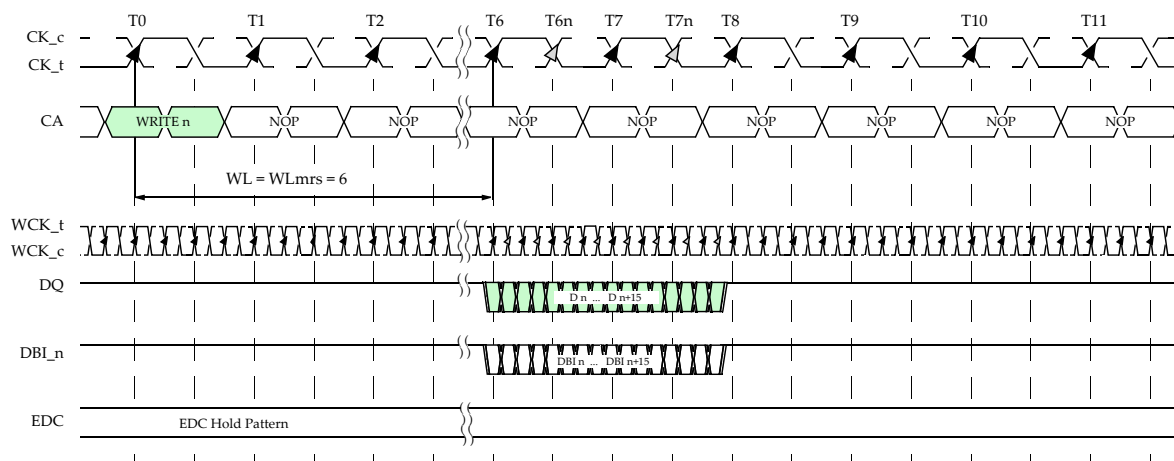 T0 T1 T2 T6 T6n T7 T7n T8 T9 T10 T11
CK_c
CK_t
CA WRITE n NOP NOP NOP NOP NOP NOP NOP NOP
WL = WLmrs = 6
WCK_t
WCK_c
DQ D n ... D n+15
DBI_n DBI n ... DBI n+15
EDC EDC Hold Pattern